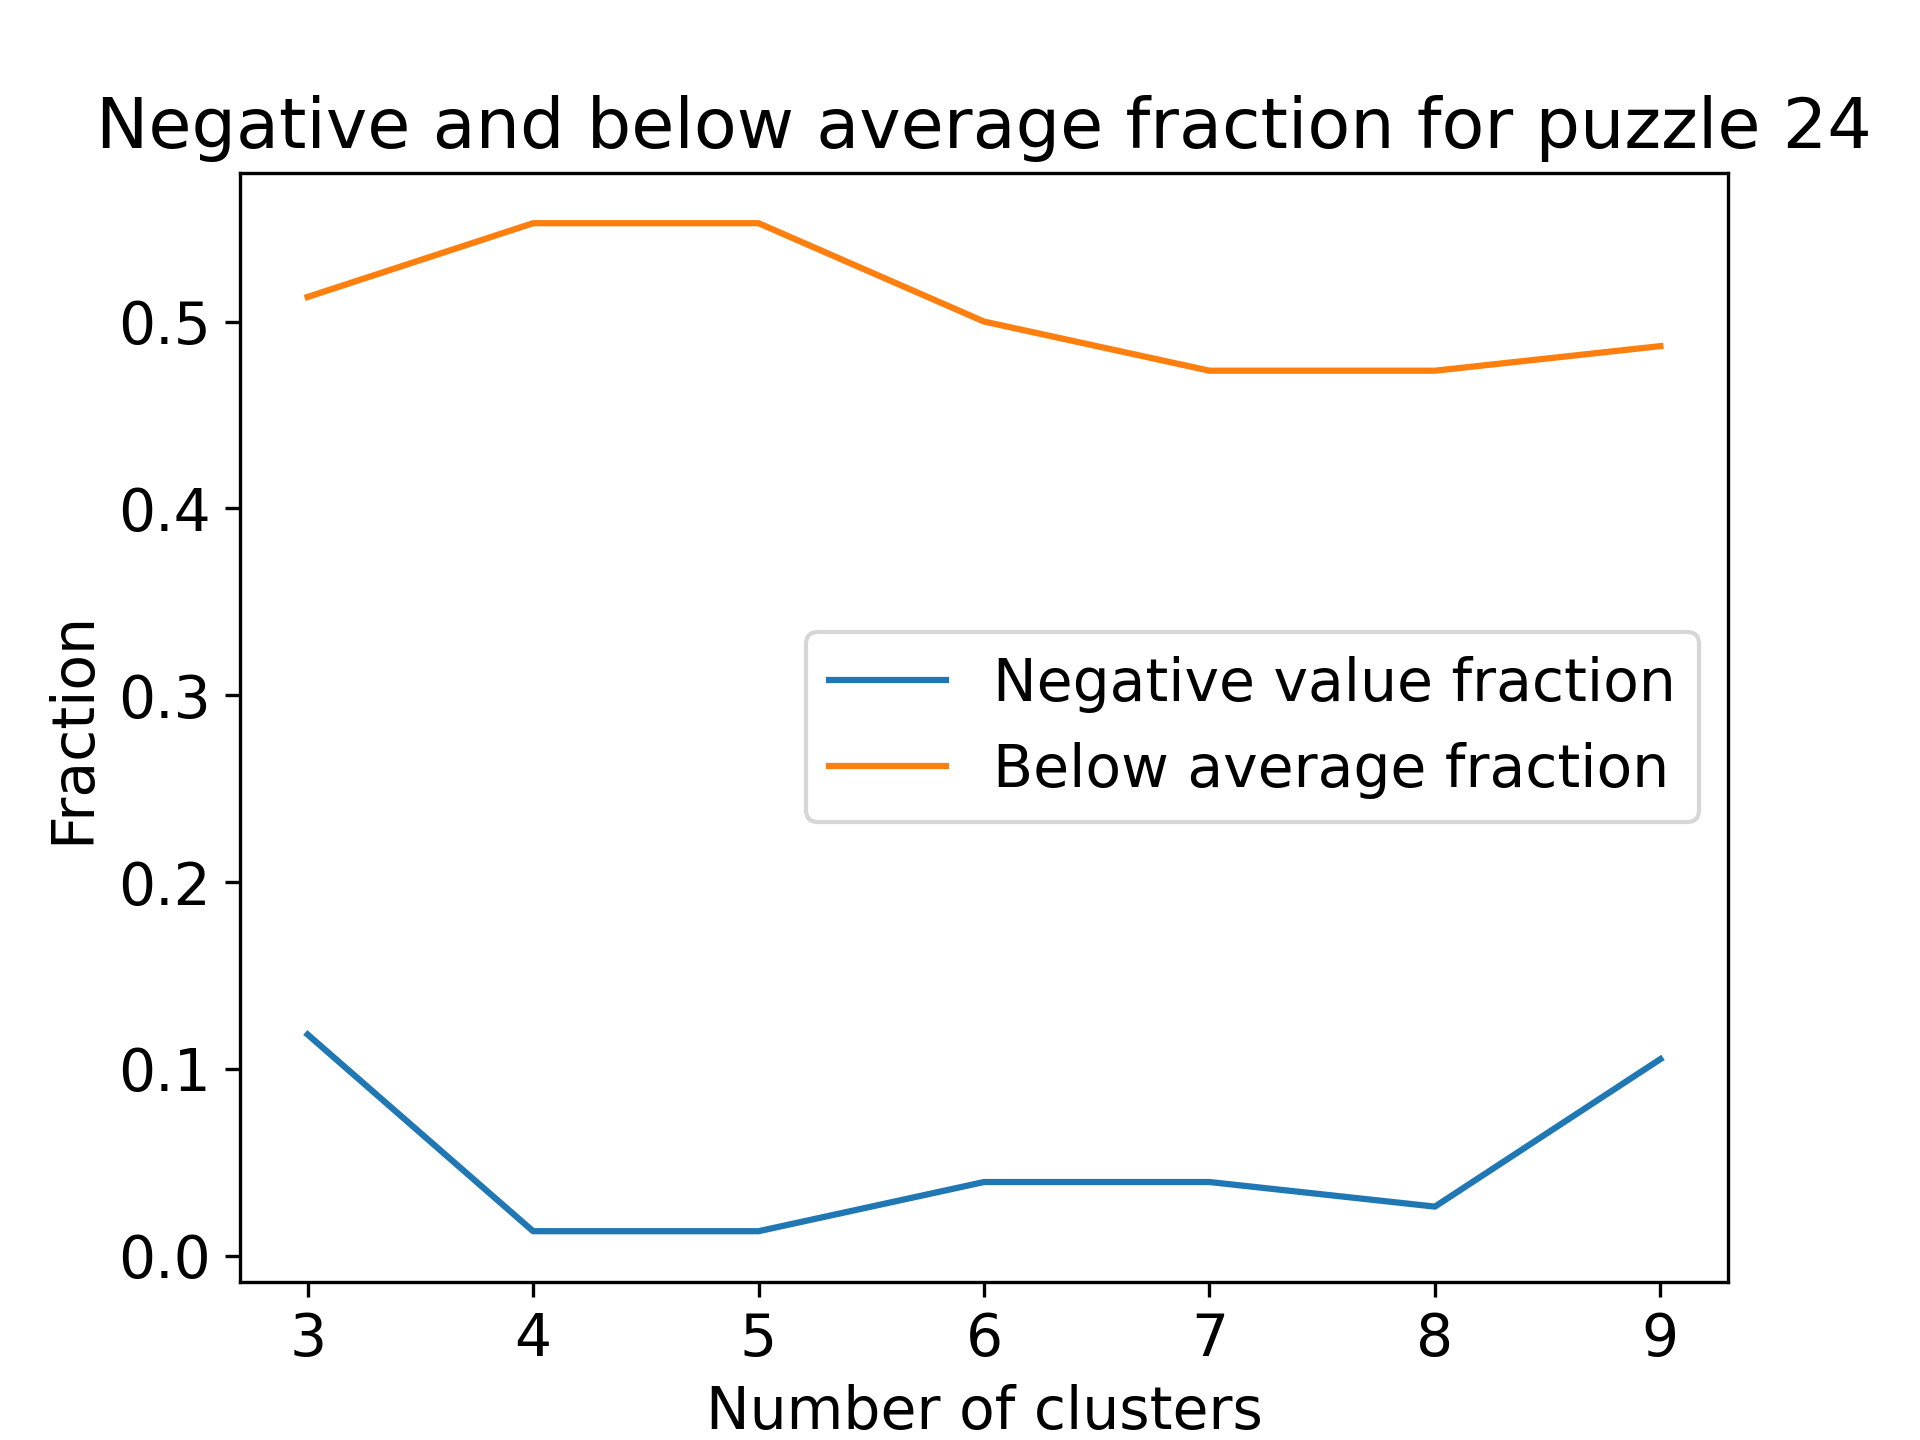 Negative and below average fraction for puzzle 24
Fraction
0.5
0.4
0.3
0.2
0.1
0.0
Negative value fraction
Below average fraction
3 4 5 6 7 8 9
Number of clusters